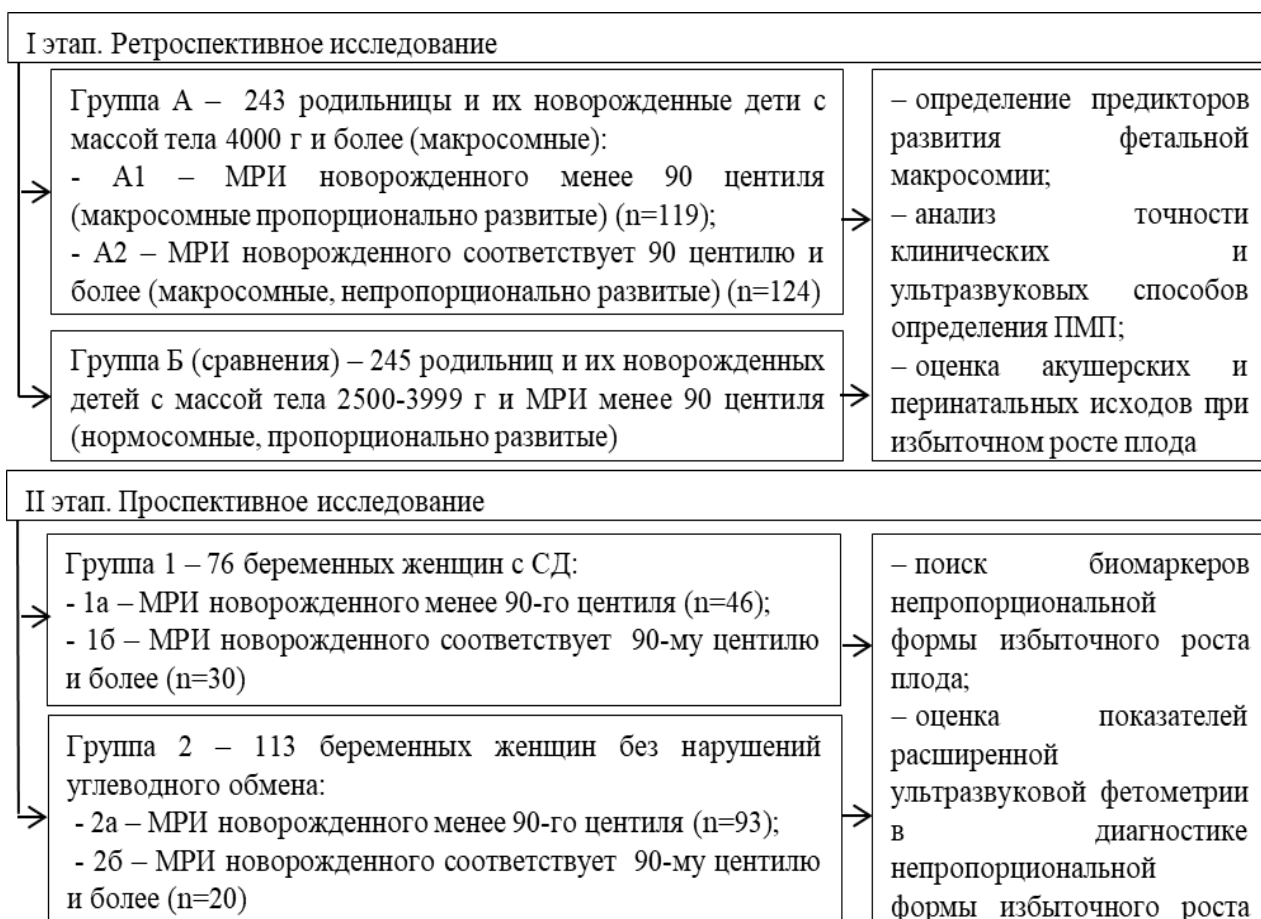 I этап. Ретроспективное исследование
Группа А – 243 родильницы и их новорожденные дети с
массой тела 4000 г и более (макросомные):
- А1 – МРИ новорожденного менее 90 центиля
(макросомные пропорционально развитые) (n=119);
- А2 – МРИ новорожденного соответствует 90 центилю и
более (макросомные, непропорционально развитые) (n=124)
Группа Б (сравнения) – 245 родильниц и их новорожденных
детей с массой тела 2500-3999 г и МРИ менее 90 центиля
(нормосомные, пропорционально развитые)
– определение предикторов
развития фетальной
макросомии;
– анализ точности
клинических и
ультразвуковых способов
определения ПМП;
– оценка акушерских и
перинатальных исходов при
избыточном росте плода
II этап. Проспективное исследование
Группа 1 – 76 беременных женщин с СД:
- 1а – МРИ новорожденного менее 90-го центиля (n=46);
- 1б – МРИ новорожденного соответствует 90-му центилю
и более (n=30)
Группа 2 – 113 беременных женщин без нарушений
углеводного обмена:
- 2а – МРИ новорожденного менее 90-го центиля (n=93);
- 2б – МРИ новорожденного соответствует 90-му центилю
и более (n=20)
– поиск биомаркеров
непропорциональной
формы избыточного роста
плода;
– оценка показателей
расширенной
ультразвуковой фетометрии
в диагностике
непропорциональной
формы избыточного роста